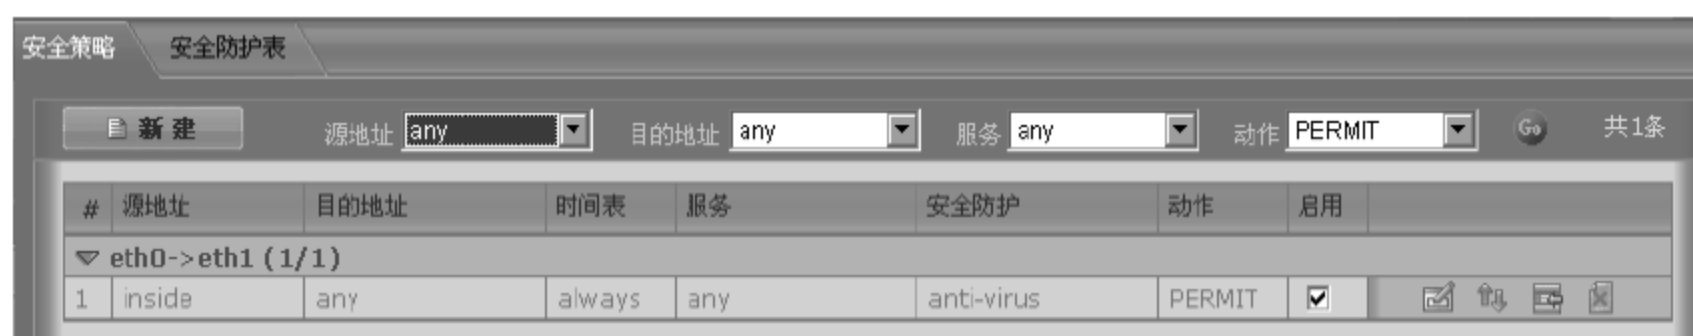 安全策略 安全防护表
新建 源地址 any 目的地址 any 服务 any 动作 PERMIT Go 共1条
# 源地址 目的地址 时间表 服务 安全防护 动作 启用
eth0->eth1 (1/1)
1 inside any always any anti-virus PERMIT